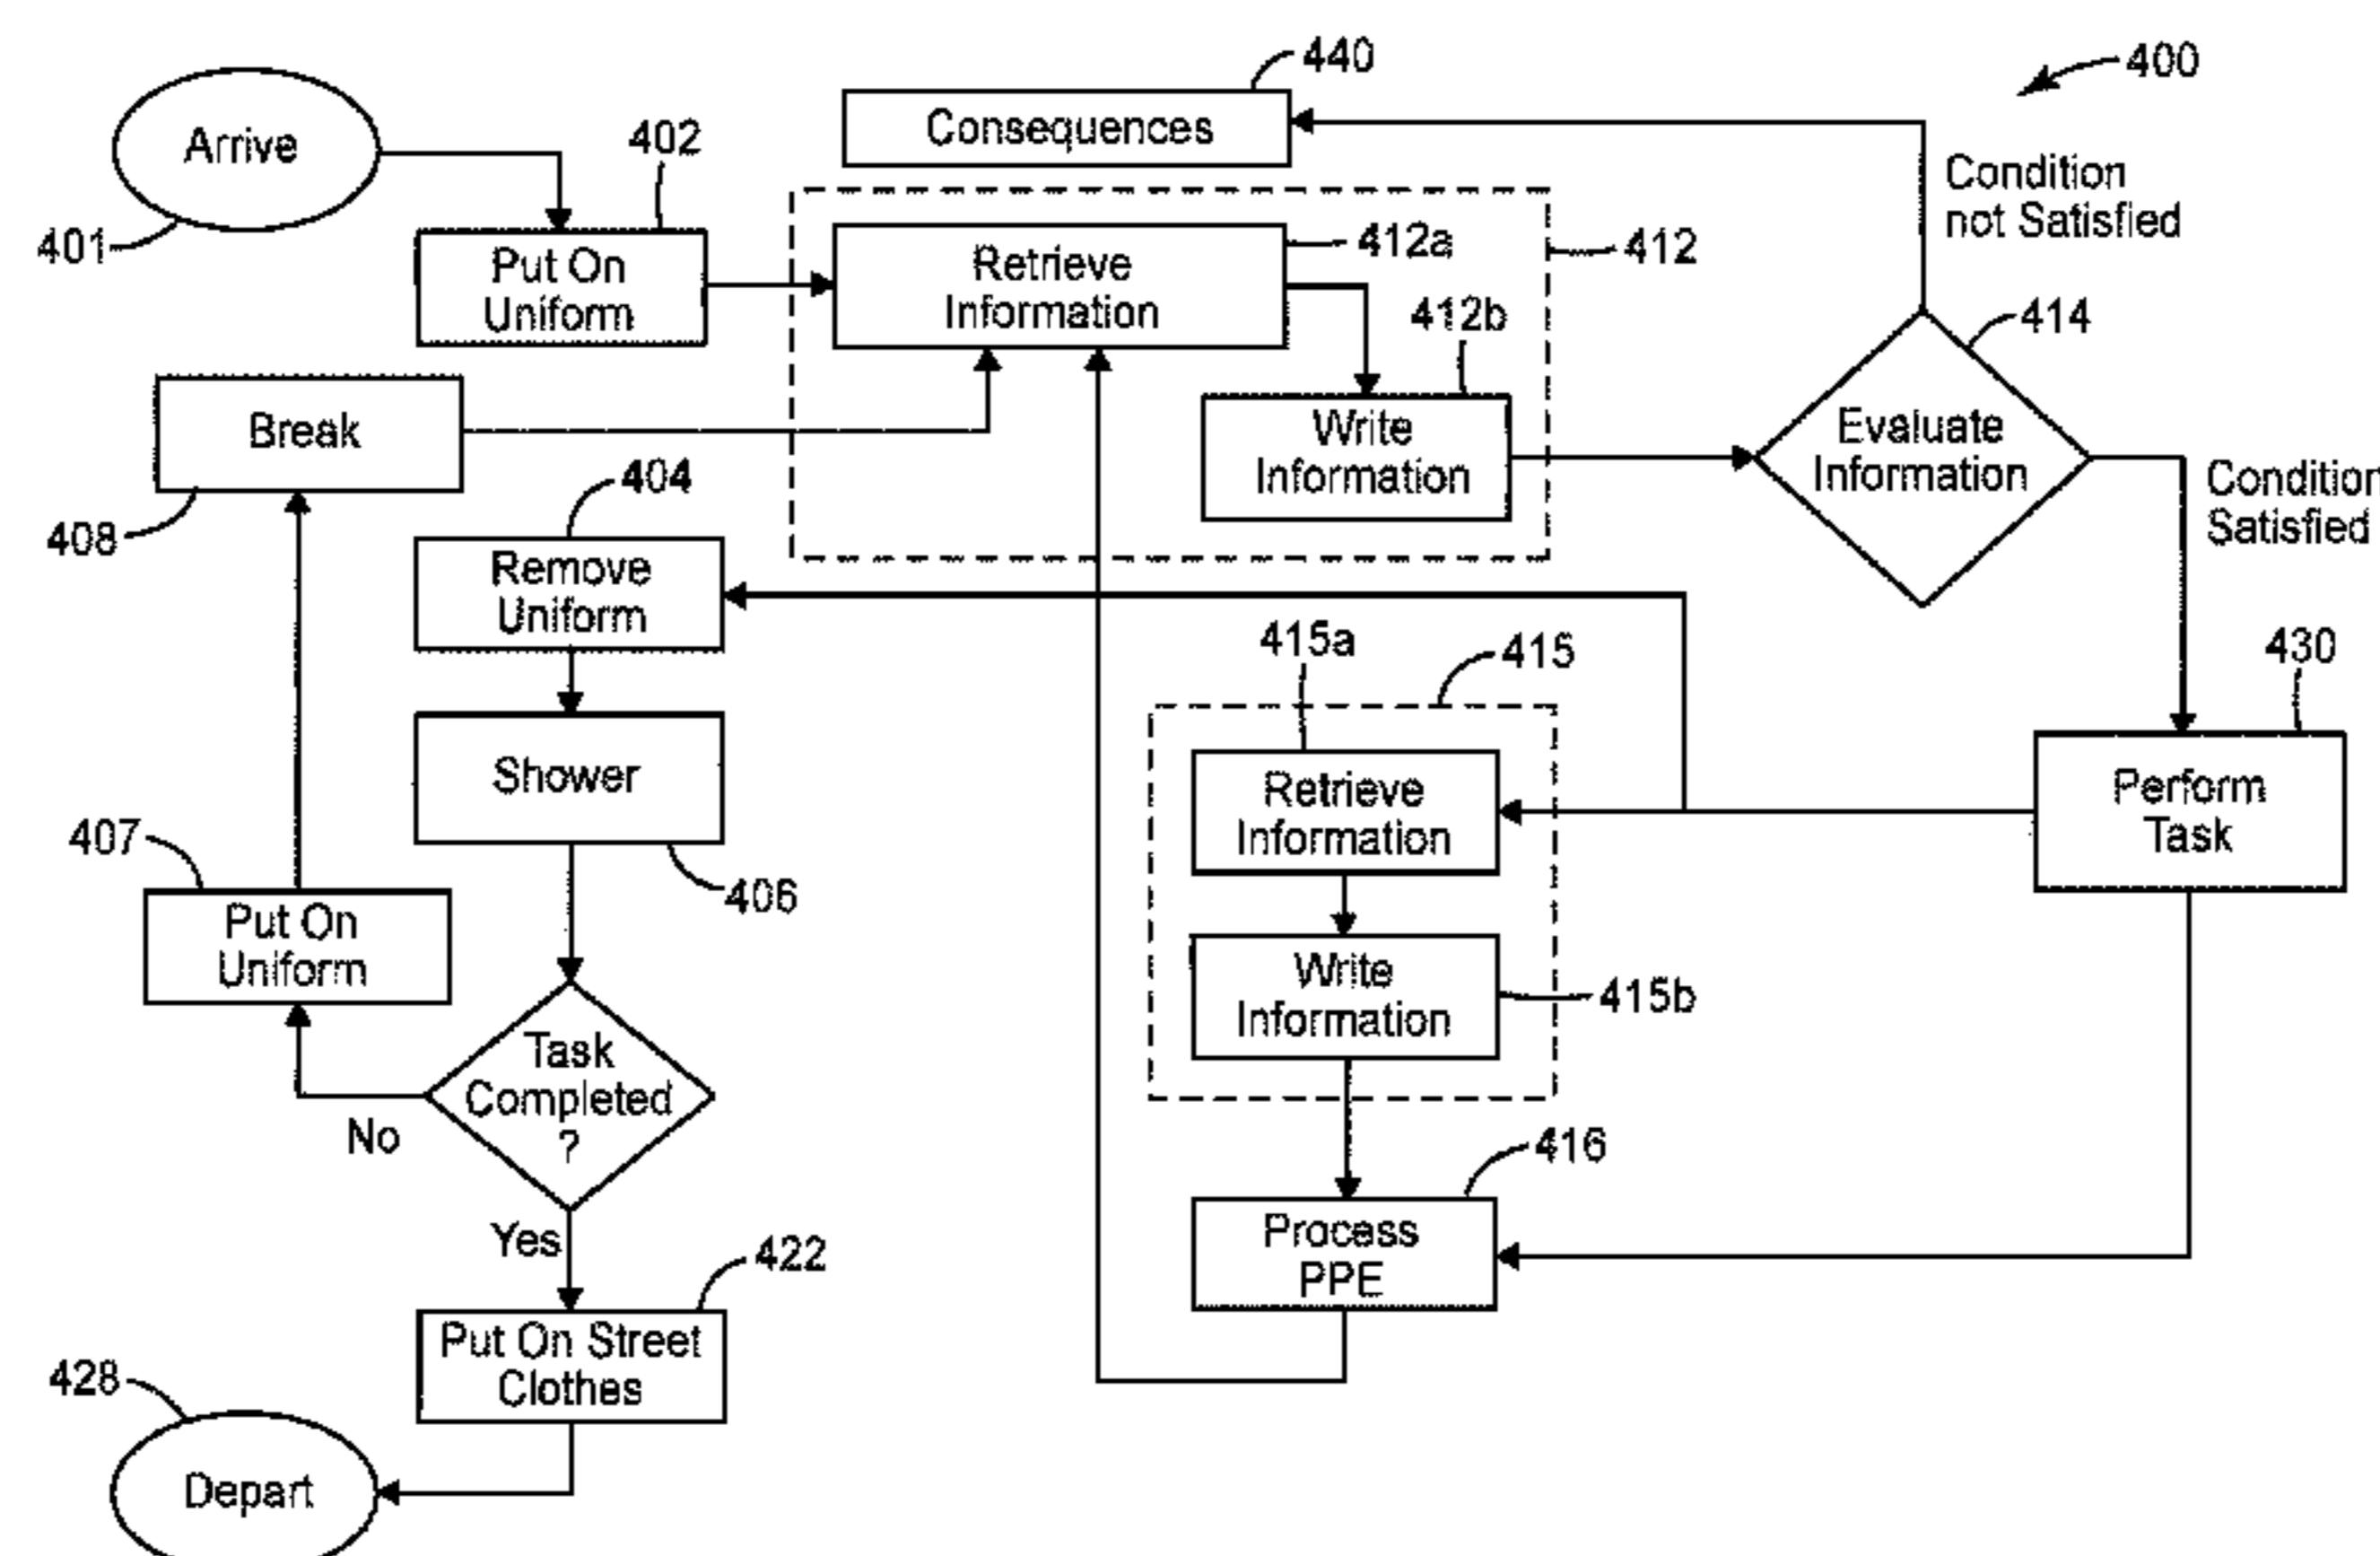 440
400
Arrive
402
Consequences
Condition
not Satisfied
401
Put On
Uniform
Retrieve
Information
412a
412
412b
414
Break
Write
Information
Evaluate
Information
Condition
Satisfied
408
404
Remove
Uniform
415a
415
430
Shower
Retrieve
Information
Perform
Task
407
406
Put On
Uniform
Write
Information
415b
Task
Completed
?
No
416
Yes
Process
PPE
422
Put On Street
Clothes
428
Depart